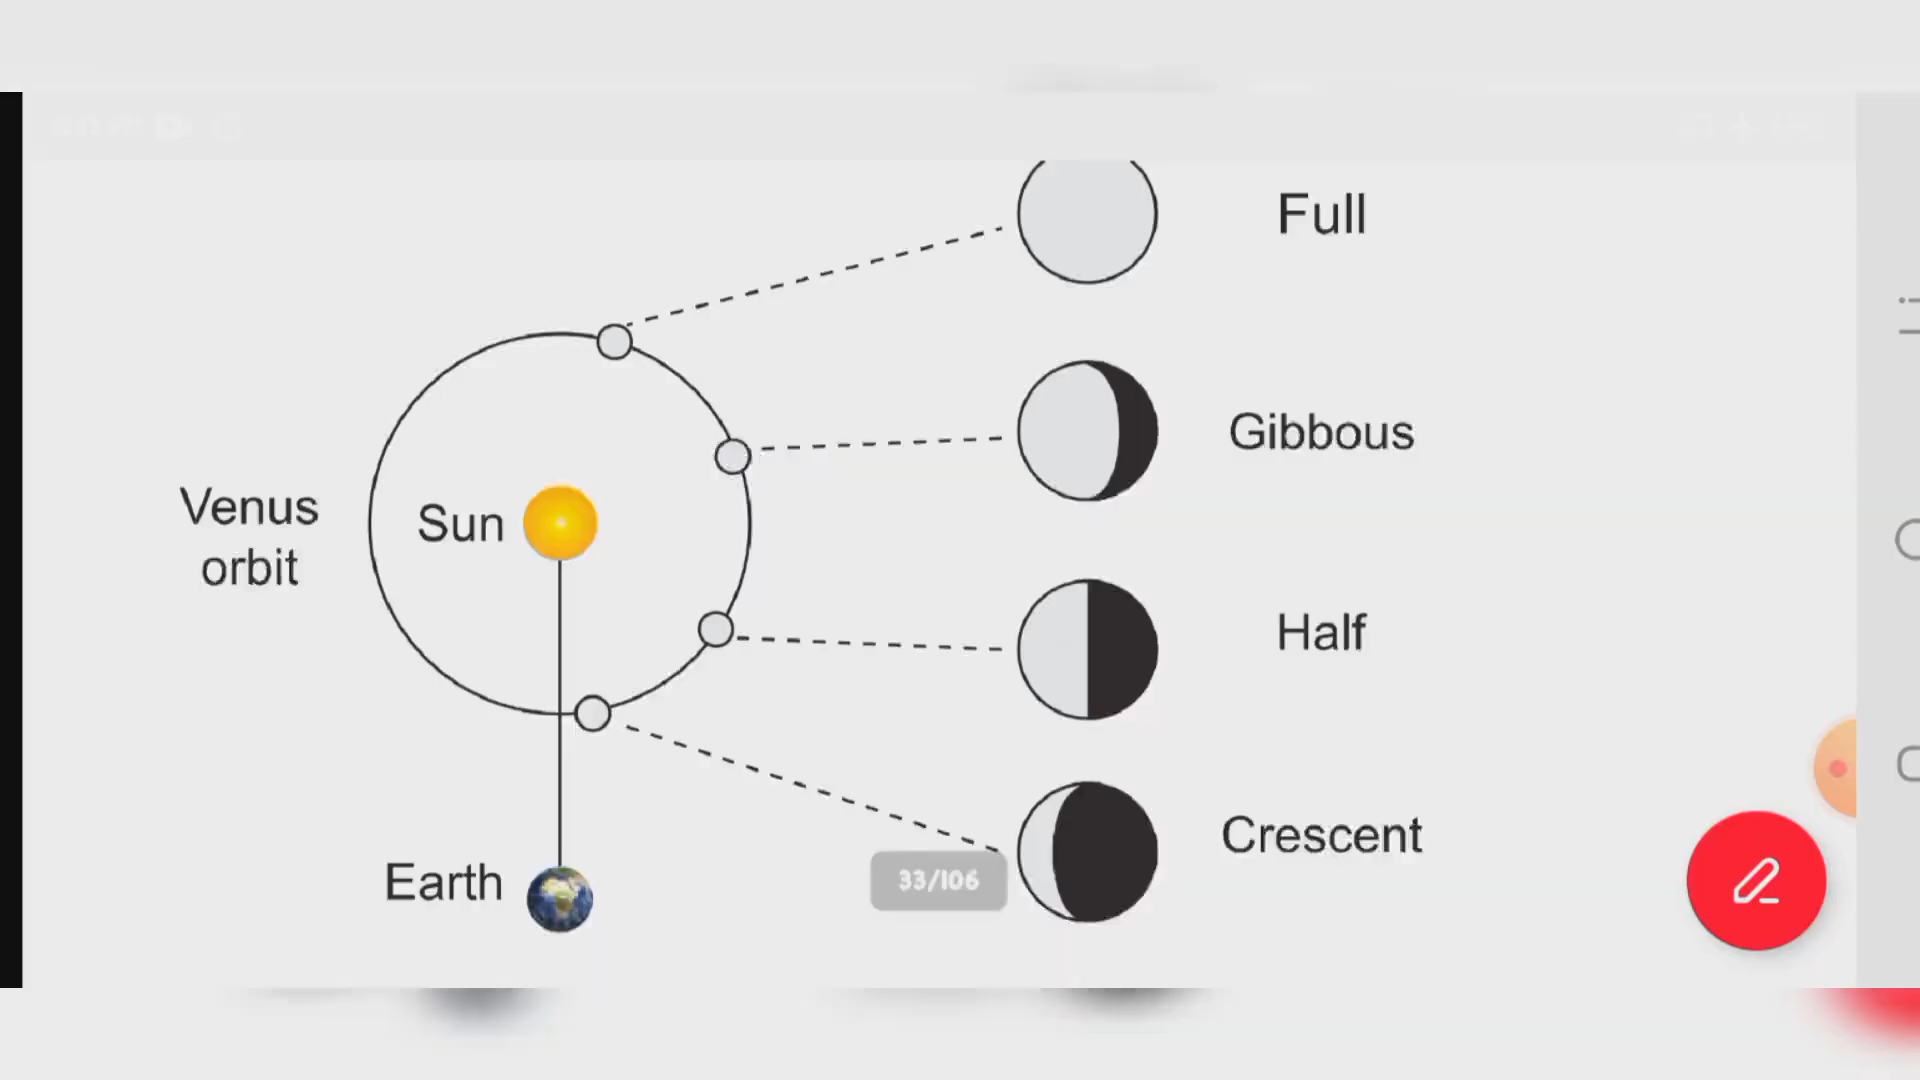 Full
Gibbous
Venus
orbit
Sun
Half
Crescent
Earth
33/106